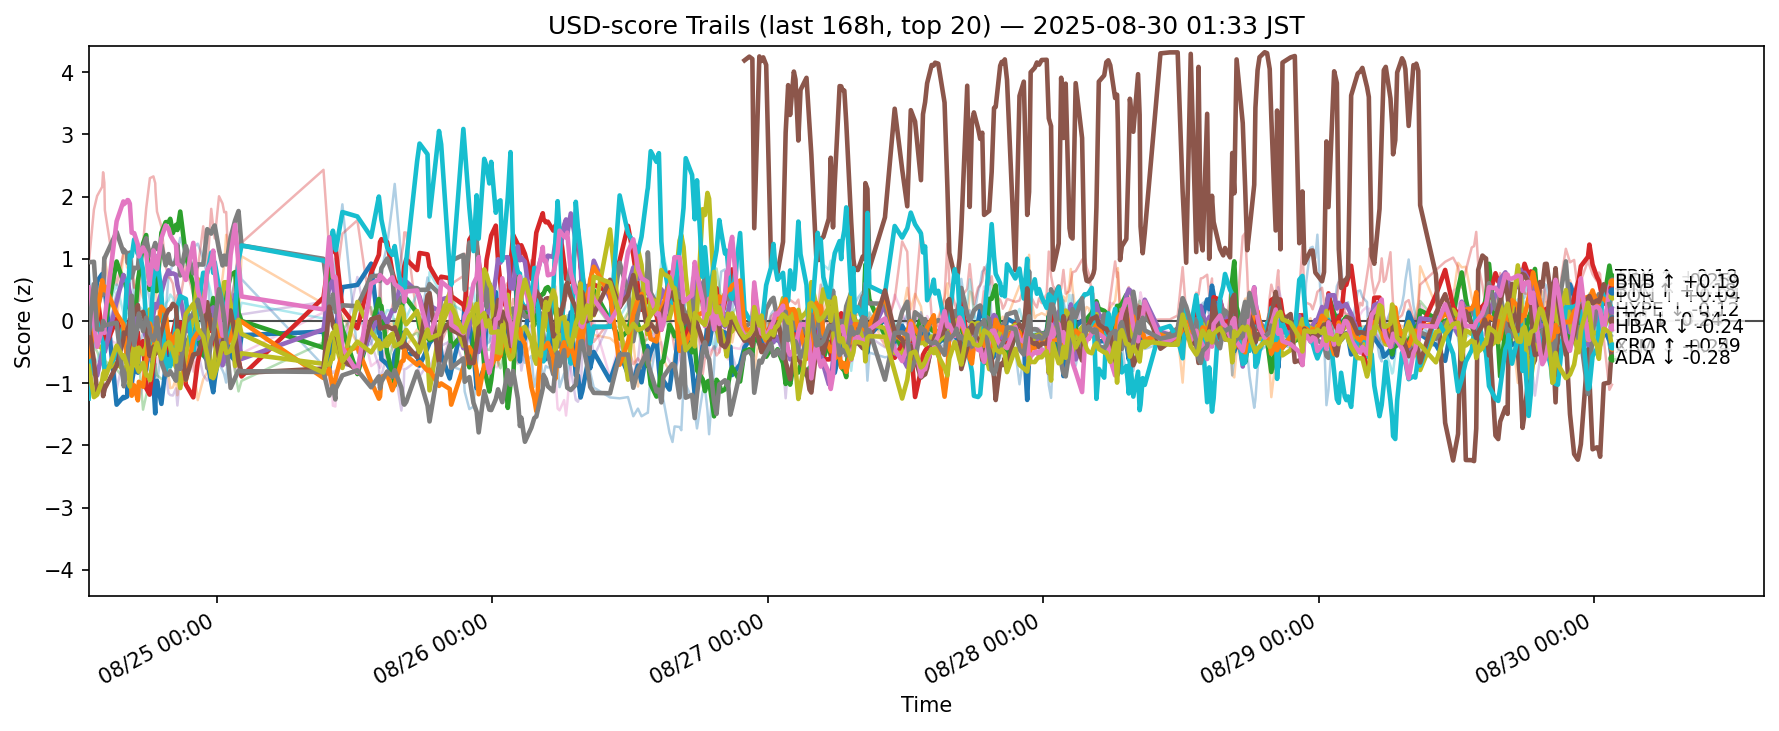 USD-score Trails (last 168h, top 20) — 2025-08-30 01:33 JST
Score (z)
4
3
2
1
0
−1
−2
−3
−4
BNB ↑ +0.19
HBAR ↓ -0.24
CRO ↑ +0.59
ADA ↓ -0.28
08/25 00:00
08/26 00:00
08/27 00:00
08/28 00:00
08/29 00:00
08/30 00:00
Time